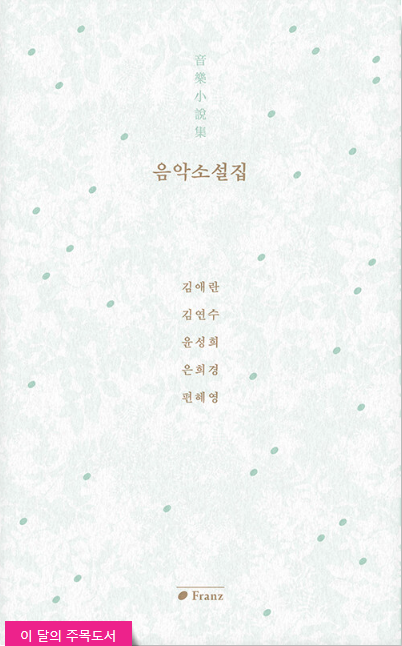 音
樂
小
說
集
음악소설집
김애란
김연수
윤성희
은희경
편혜영
Franz
이 달의 주목도서